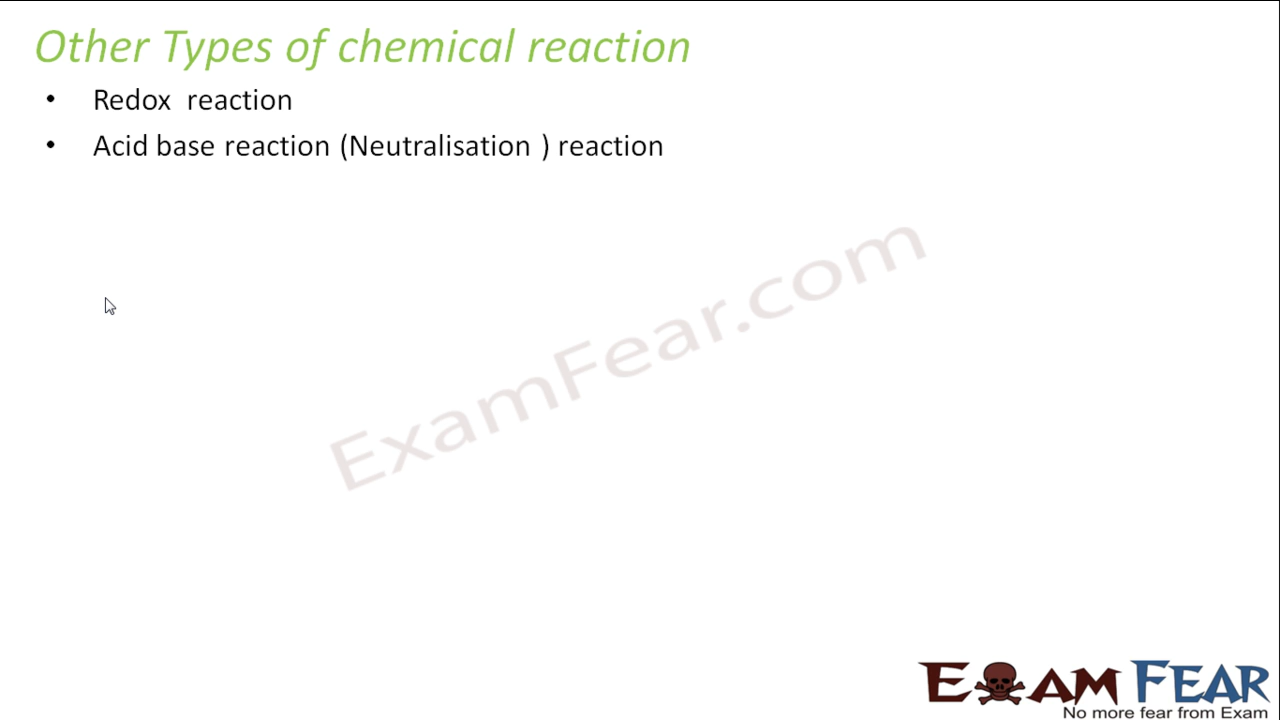 Other Types of chemical reaction
• Redox reaction
• Acid base reaction (Neutralisation ) reaction
ExamFear.com
EXAM FEAR
No more fear from Exam